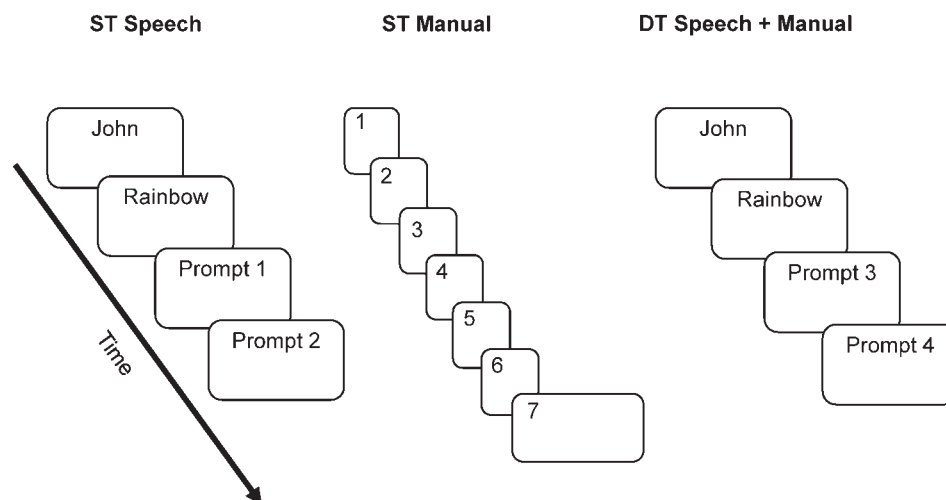 ST Speech
ST Manual
DT Speech + Manual
John
Rainbow
Prompt 1
Prompt 2
Time
1
2
3
4
5
6
7
John
Rainbow
Prompt 3
Prompt 4